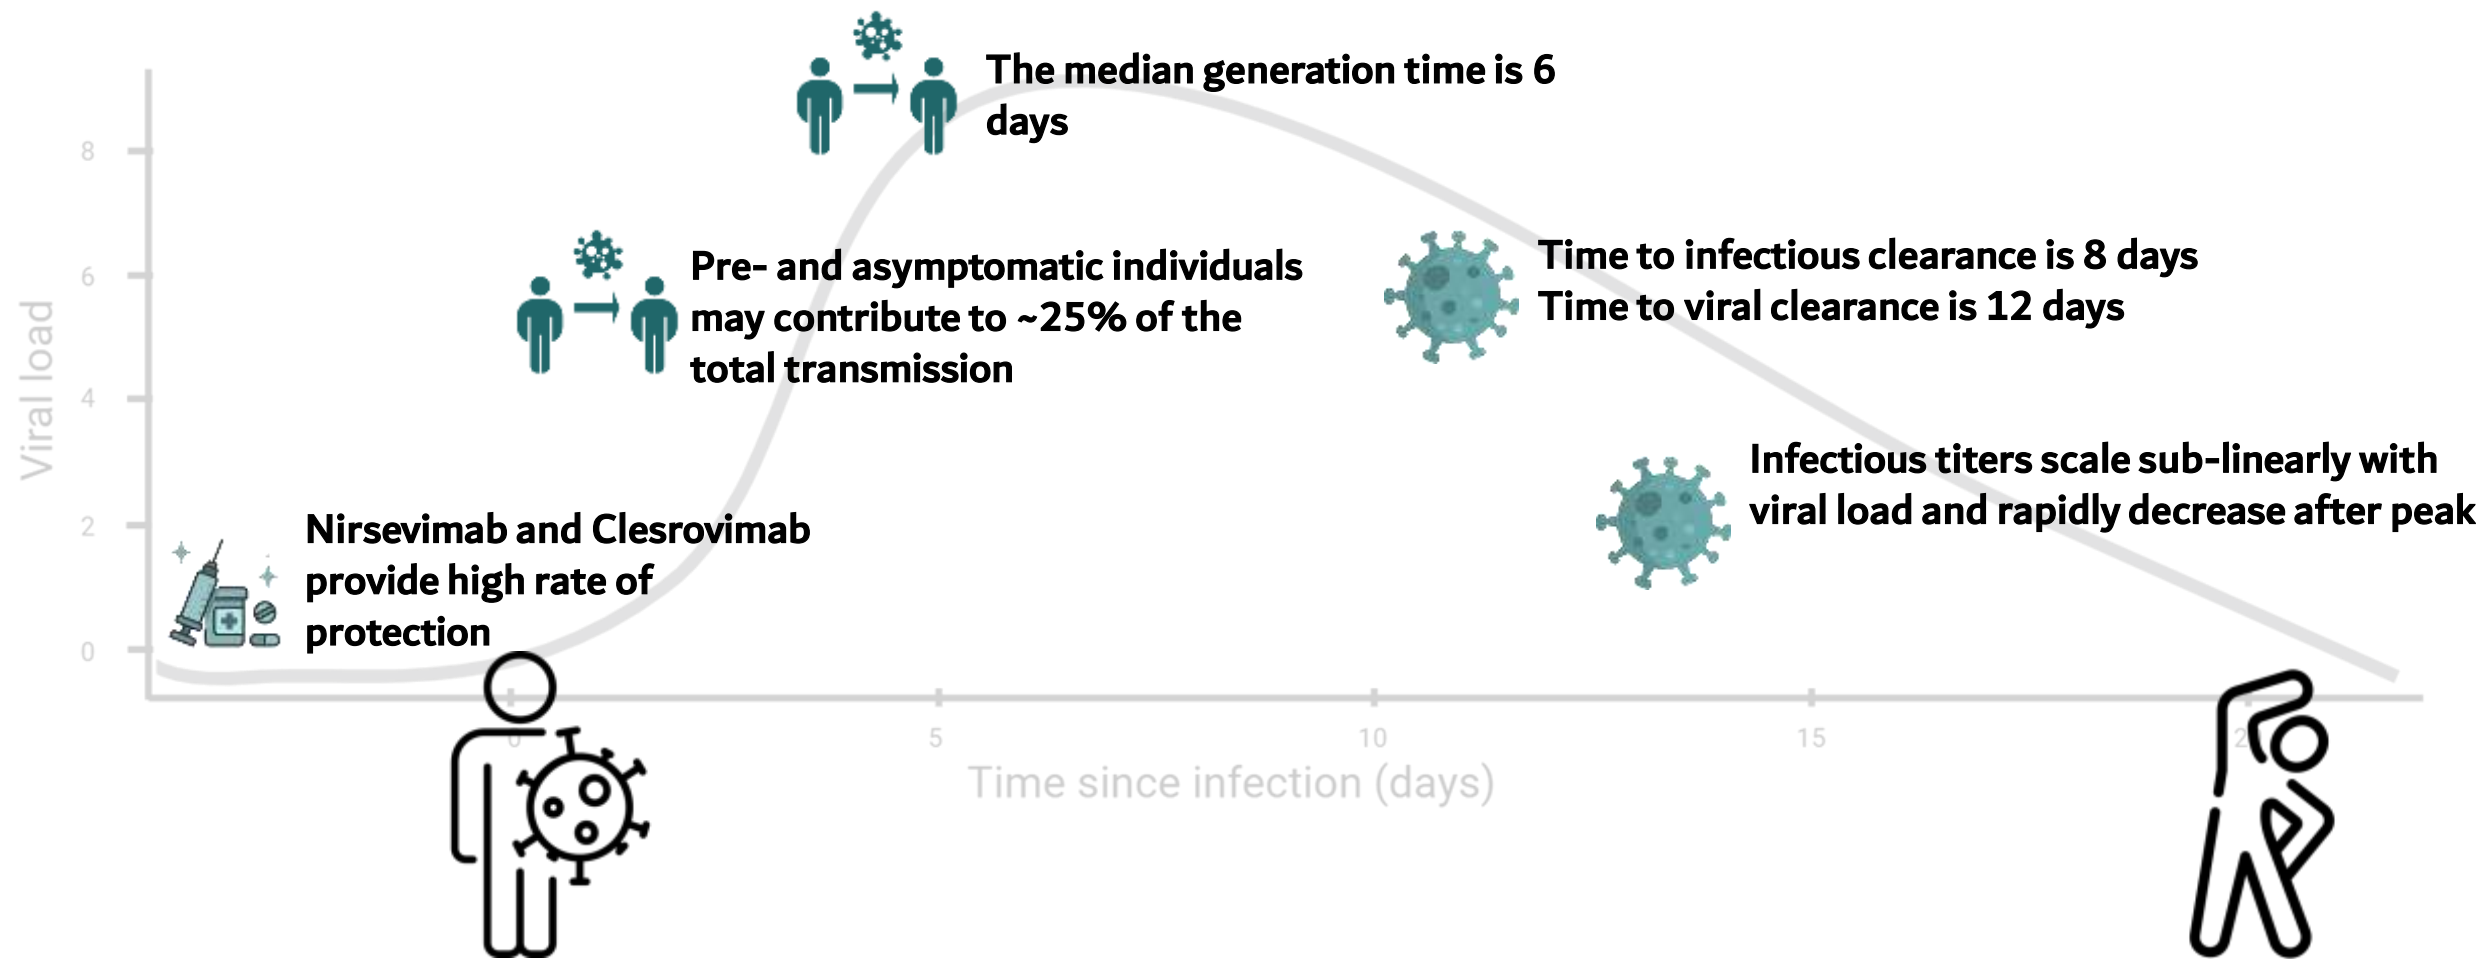 The median generation time is 6
days
8
Pre- and asymptomatic individuals
may contribute to ~25% of the
total transmission
Time to infectious clearance is 8 days
Time to viral clearance is 12 days
6
4
Viral load
Infectious titers scale sub-linearly with
viral load and rapidly decrease after peak
2
Nirsevimab and Clesrovimab
provide high rate of
protection
0
0
5
10
15
Time since infection (days)